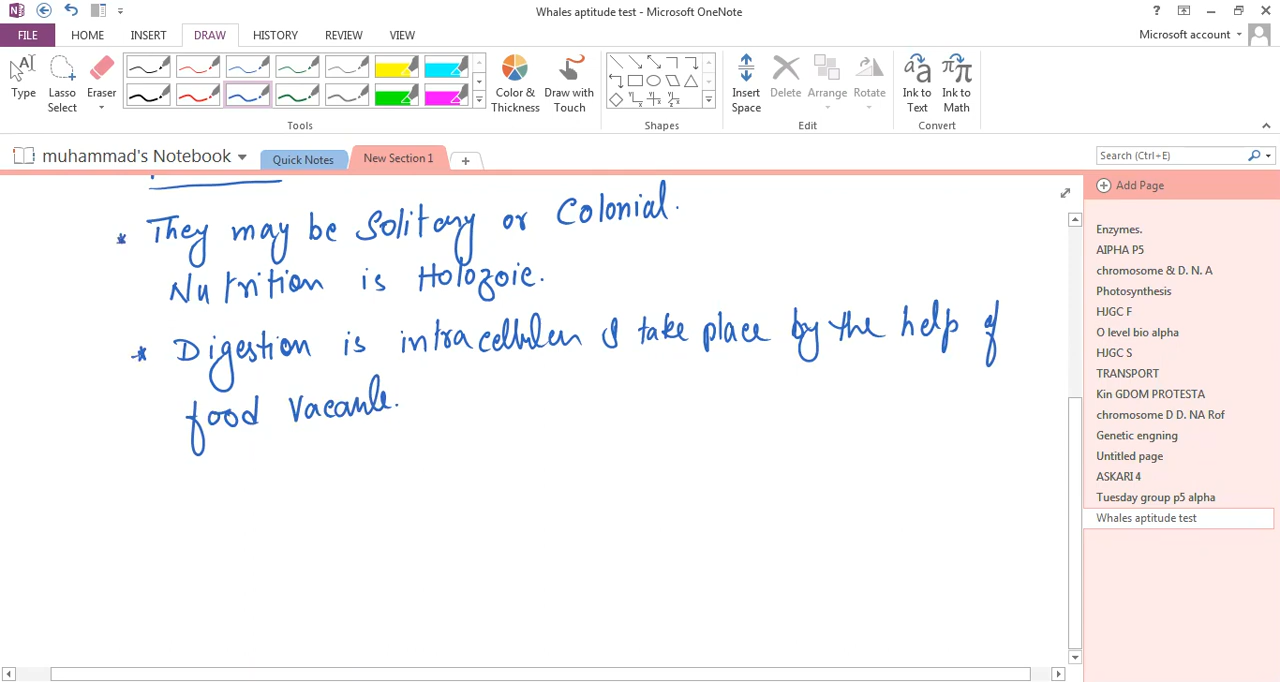 Whales aptitude test - Microsoft OneNote
FILE HOME INSERT DRAW HISTORY REVIEW VIEW
Microsoft account
Type Lasso Select Eraser Color & Thickness Draw with Touch Insert Space Delete Arrange Rotate Ink to Text Ink to Math
Tools Shapes Edit Convert
muhammad's Notebook Quick Notes New Section 1 Search (Ctrl+E)
Add Page
* They may be Solitary or Colonial.
Nutrition is Holozoic.
* Digestion is intracellular & take place by the help of
food Vacoule.
Enzymes.
AlPHA P5
chromosome & D. N. A
Photosynthesis
HJGC F
O level bio alpha
HJGC S
TRANSPORT
Kin GDOM PROTESTA
chromosome D D. NA Rof
Genetic engning
Untitled page
ASKARI 4
Tuesday group p5 alpha
Whales aptitude test